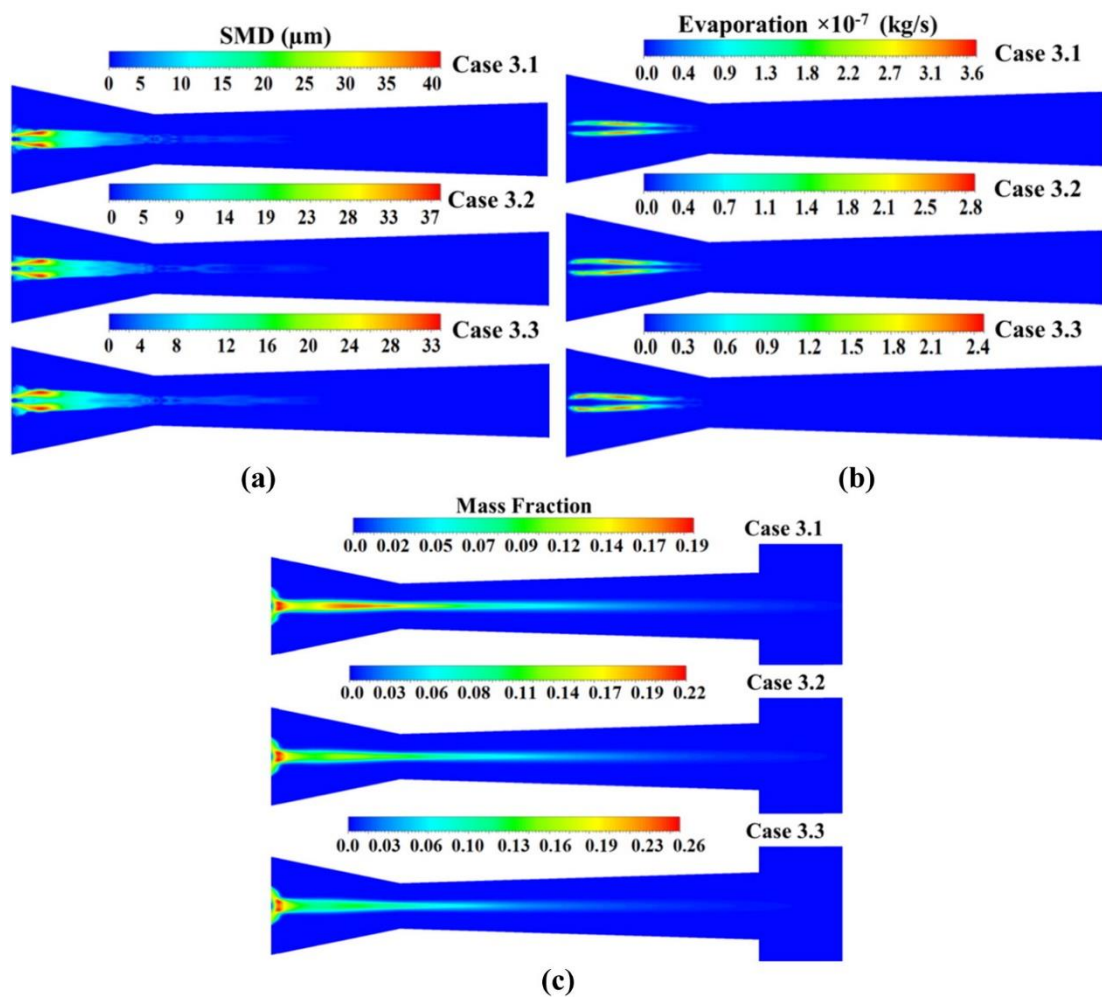 SMD (µm)
0 5 10 15 20 25 30 35 40
Case 3.1
0 5 9 14 19 23 28 33 37
Case 3.2
0 4 8 12 16 20 24 28 33
Case 3.3
(a)
Evaporation ×10⁻⁷ (kg/s)
0.0 0.4 0.9 1.3 1.8 2.2 2.7 3.1 3.6
Case 3.1
0.0 0.4 0.7 1.1 1.4 1.8 2.1 2.5 2.8
Case 3.2
0.0 0.3 0.6 0.9 1.2 1.5 1.8 2.1 2.4
Case 3.3
(b)
Mass Fraction
0.0 0.02 0.05 0.07 0.09 0.12 0.14 0.17 0.19
Case 3.1
0.0 0.03 0.06 0.08 0.11 0.14 0.17 0.19 0.22
Case 3.2
0.0 0.03 0.06 0.10 0.13 0.16 0.19 0.23 0.26
Case 3.3
(c)